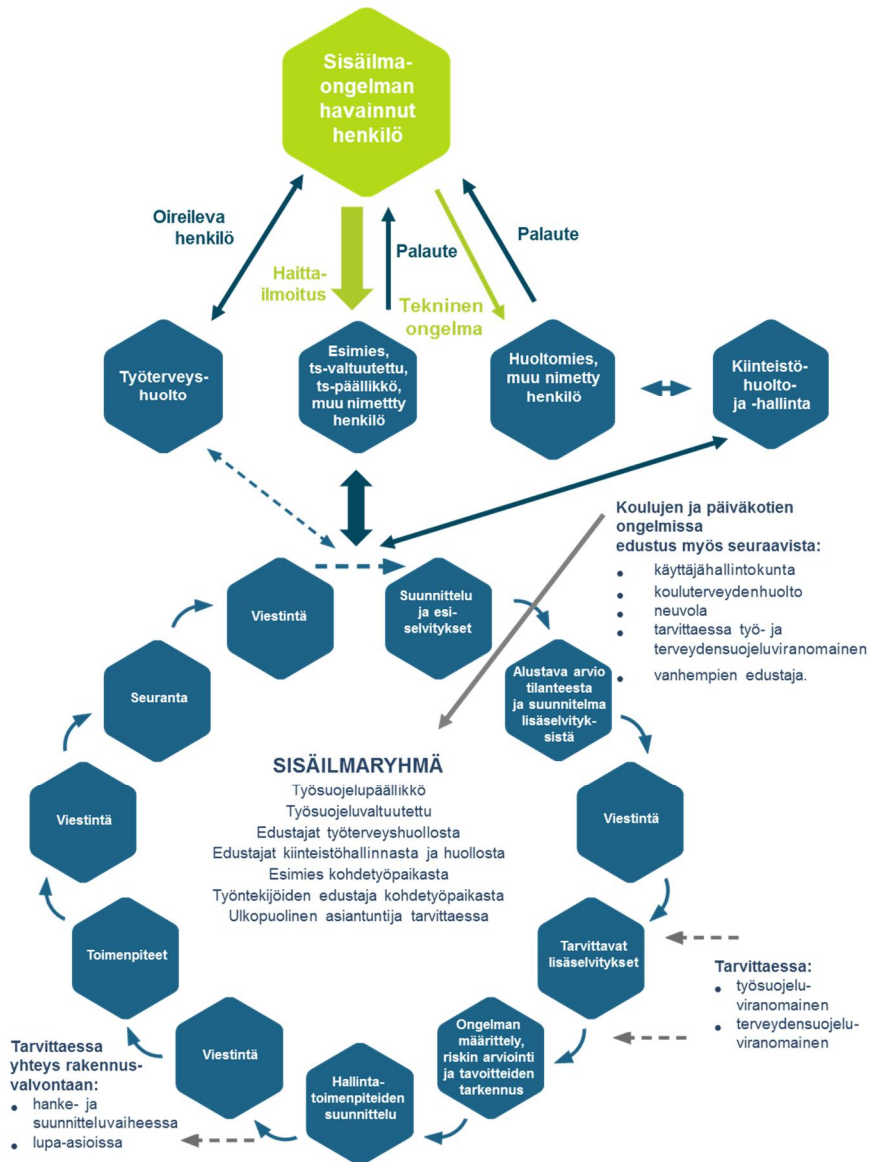 Sisäilma-
ongelman
havainnut
henkilö
Oireileva
henkilö
Haitta-
ilmoitus
Palaute
Tekninen
ongelma
Palaute
Työterveys-
huolto
Esimies,
ts-valtuutettu,
ts-päällikkö,
muu nimettty
henkilö
Huoltomies,
muu nimetty
henkilö
Kiinteistö-
huolto-
ja -hallinta
Koulujen ja päiväkotien
ongelmissa
edustus myös seuraavista:
• käyttäjähallintokunta
• kouluterveydenhuolto
• neuvola
• tarvittaessa työ- ja
terveydensuojeluviranomainen
• vanhempien edustaja.
Viestintä
Suunnittelu
ja esi-
selvitykset
Seuranta
Alustava arvio
tilanteesta
ja suunnitelma
lisäselvityk-
sistä
SISÄILMARYHMÄ
Työsuojelupäällikkö
Työsuojeluvaltuutettu
Edustajat työterveyshuollosta
Edustajat kiinteistöhallinnasta ja huollosta
Esimies kohdetyöpaikasta
Työntekijöiden edustaja kohdetyöpaikasta
Ulkopuolinen asiantuntija tarvittaessa
Viestintä
Viestintä
Toimenpiteet
Tarvittavat
lisäselvitykset
Tarvittaessa:
• työsuojelu-
viranomainen
• terveydensuojelu-
viranomainen
Viestintä
Hallinta-
toimenpiteiden
suunnittelu
Ongelman
määrittely,
riskin arviointi
ja tavoitteiden
tarkennus
Tarvittaessa
yhteys rakennus-
valvontaan:
• hanke- ja
suunnitteluvaiheessa
• lupa-asioissa